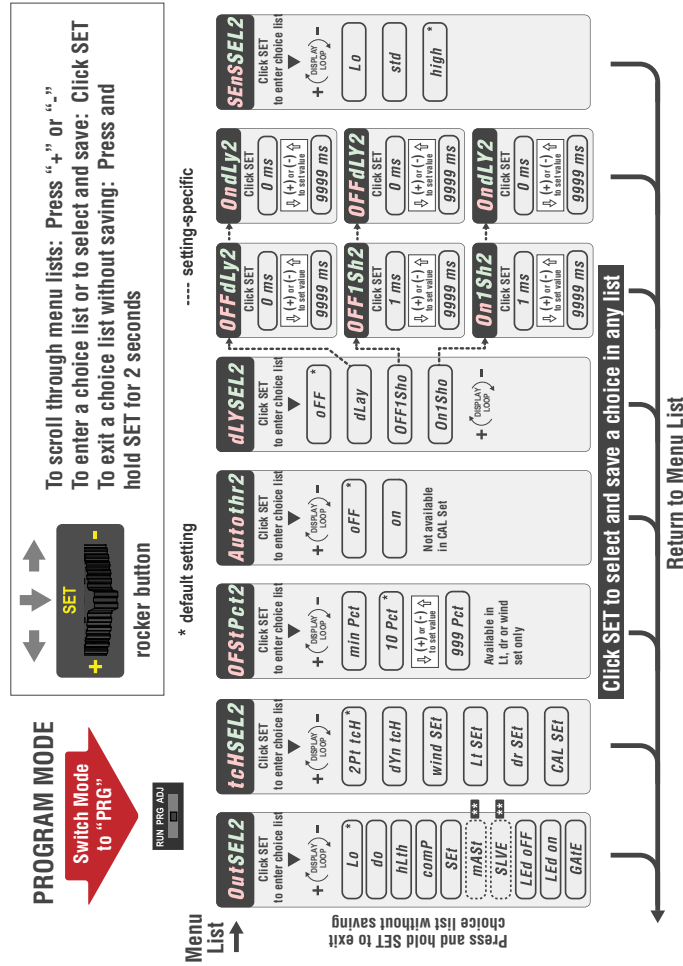 PROGRAM MODE
Switch Mode
to “PRG”
RUN PRG ADJ
+ SET -
rocker button
To scroll through menu lists: Press “+” or “-”
To enter a choice list or to select and save: Click SET
To exit a choice list without saving: Press and
hold SET for 2 seconds
* default setting
---- setting-specific
Menu
List
Press and hold SET to exit
choice list without saving
OutSEL2
Click SET
to enter choice list
+ (DISPLAY LOOP) -
Lo *
do
hLth
comP
SEt
mASt **
SLVE **
LEd oFF
LEd on
GAtE
tcHSEL2
Click SET
to enter choice list
+ (DISPLAY LOOP) -
2Pt tcH *
dYn tcH
wind SEt
Lt SEt
dr SEt
CAL SEt
OFStPct2
Click SET
to enter choice list
+ (DISPLAY LOOP) -
min Pct
10 Pct *
(+) or (-)
to set value
999 Pct
Available in
Lt, dr or wind
set only
Autothr2
Click SET
to enter choice list
+ (DISPLAY LOOP) -
oFF *
on
Not available
in CAL Set
dLYSEL2
Click SET
to enter choice list
oFF *
dLay
OFF1Sho
On1Sho
+ (DISPLAY LOOP) -
OFFdLy2
Click SET
0 ms
(+) or (-)
to set value
9999 ms
OndLy2
Click SET
0 ms
(+) or (-)
to set value
9999 ms
OFF1Sh2
Click SET
1 ms
(+) or (-)
to set value
9999 ms
OFFdLY2
Click SET
0 ms
(+) or (-)
to set value
9999 ms
On1Sh2
Click SET
1 ms
(+) or (-)
to set value
9999 ms
OndLY2
Click SET
0 ms
(+) or (-)
to set value
9999 ms
SEnSSEL2
Click SET
to enter choice list
+ (DISPLAY LOOP) -
Lo
std
high *
Click SET to select and save a choice in any list
Return to Menu List